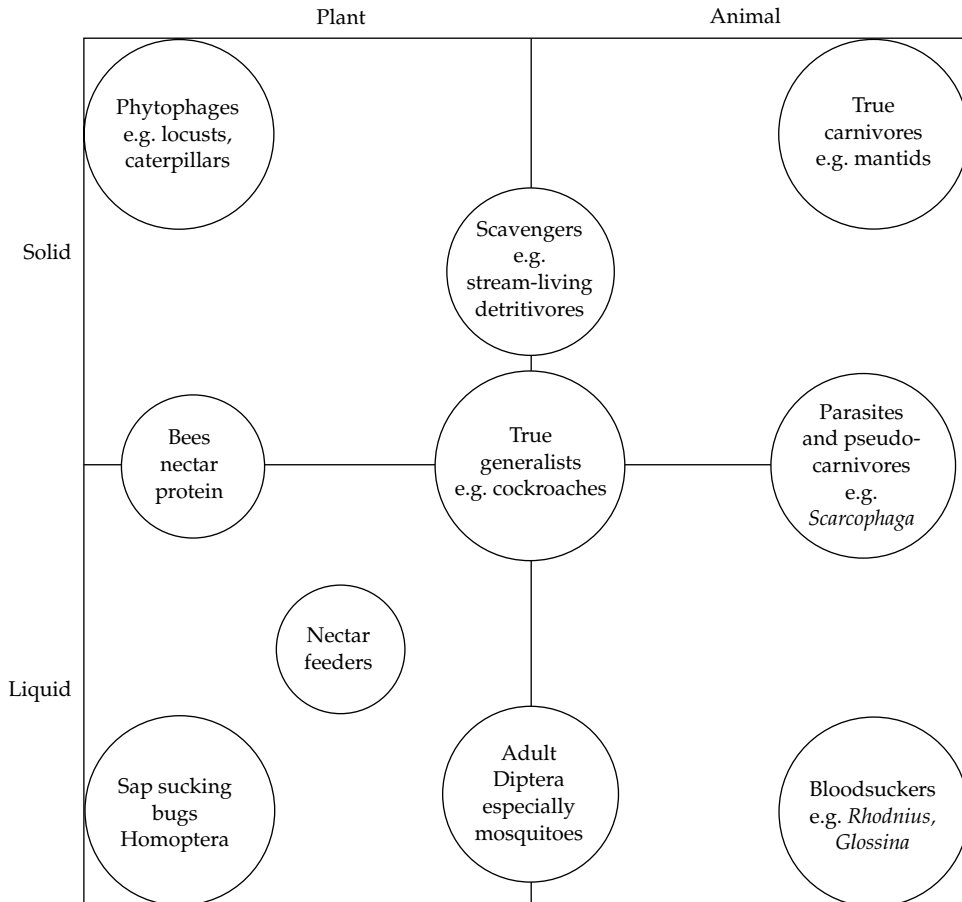 Plant
Animal
Phytophages
e.g. locusts,
caterpillars
True
carnivores
e.g. mantids
Solid
Scavengers
e.g.
stream-living
detritivores
Bees
nectar
protein
True
generalists
e.g. cockroaches
Parasites
and pseudo-
carnivores
e.g.
Scarcophaga
Nectar
feeders
Liquid
Sap sucking
bugs
Homoptera
Adult
Diptera
especially
mosquitoes
Bloodsuckers
e.g. Rhodnius,
Glossina